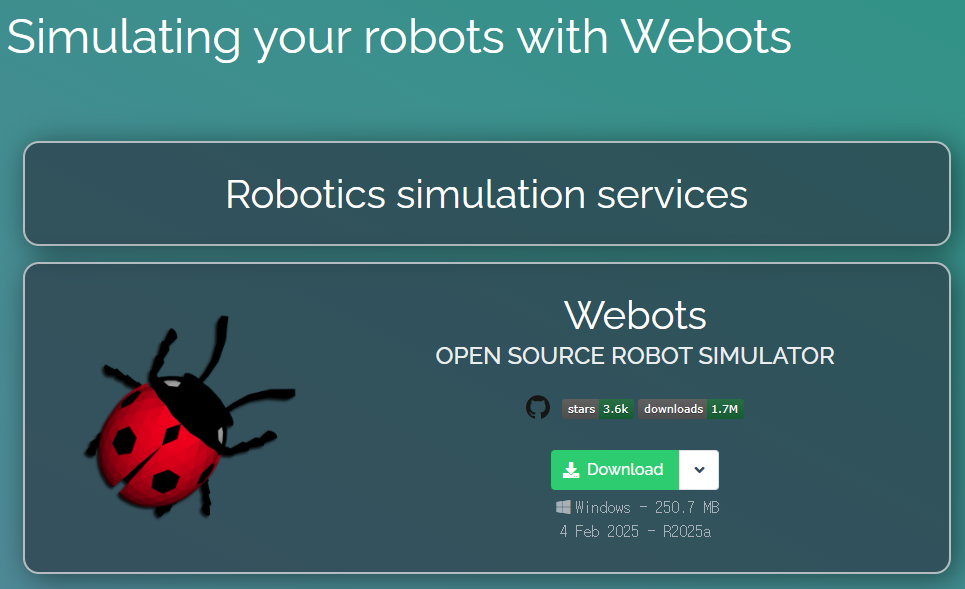 Simulating your robots with Webots
Robotics simulation services
Webots
OPEN SOURCE ROBOT SIMULATOR
stars 3.6k downloads 1.7M
Download
Windows - 250.7 MB
4 Feb 2025 - R2025a